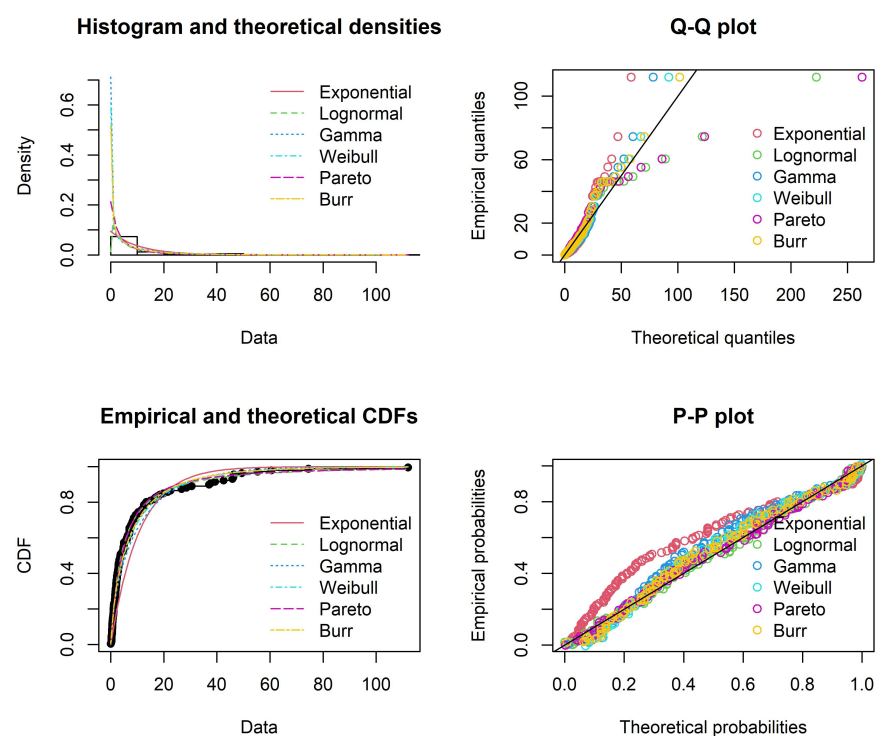 Histogram and theoretical densities
Density
0.0 0.2 0.4 0.6
Exponential
Lognormal
Gamma
Weibull
Pareto
Burr
0 20 40 60 80 100
Data
Q-Q plot
Empirical quantiles
0 20 60 100
Exponential
Lognormal
Gamma
Weibull
Pareto
Burr
0 50 100 150 200 250
Theoretical quantiles
Empirical and theoretical CDFs
CDF
0.0 0.4 0.8
Exponential
Lognormal
Gamma
Weibull
Pareto
Burr
0 20 40 60 80 100
Data
P-P plot
Empirical probabilities
0.0 0.4 0.8
Exponential
Lognormal
Gamma
Weibull
Pareto
Burr
0.0 0.2 0.4 0.6 0.8 1.0
Theoretical probabilities